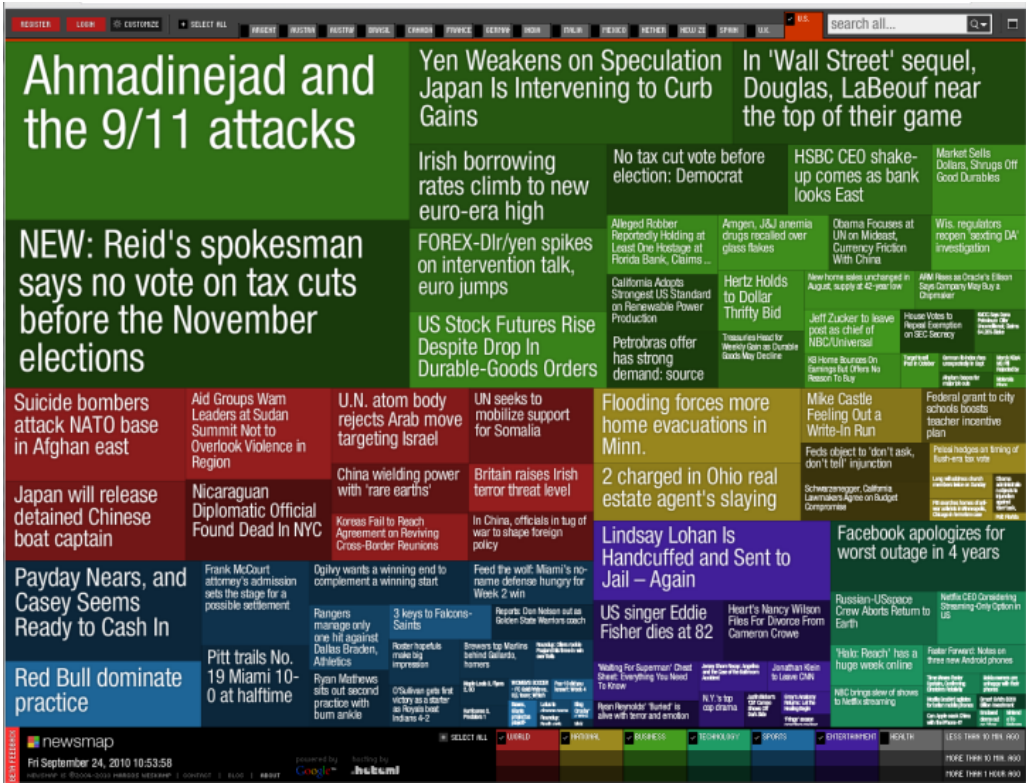 REGISTER
LOGIN
CUSTOMIZE
SELECT ALL
BRASIL
CANADA
FRANCE
INDIA
ITALIA
MEXICO
SPAIN
U.K.
U.S.
search all...
Ahmadinejad and
the 9/11 attacks
Yen Weakens on Speculation
Japan Is Intervening to Curb
Gains
In 'Wall Street' sequel,
Douglas, LaBeouf near
the top of their game
NEW: Reid's spokesman
says no vote on tax cuts
before the November
elections
Irish borrowing
rates climb to new
euro-era high
No tax cut vote before
election: Democrat
HSBC CEO shake-
up comes as bank
looks East
Market Sells
Dollars, Shrugs Off
Good Durables
FOREX-Dlr/yen spikes
on intervention talk,
euro jumps
US Stock Futures Rise
Despite Drop In
Durable-Goods Orders
Alleged Robber
Reportedly Holding at
Least One Hostage at
Florida Bank, Claims ...
Amgen, J&J anemia
drugs recalled over
glass flakes
Obama Focuses at
UN on Mideast,
Currency Friction
With China
Wis. regulators
reopen 'sexting DA'
investigation
California Adopts
Strongest US Standard
on Renewable Power
Production
Hertz Holds
to Dollar
Thrifty Bid
New home sales unchanged in
August, supply at 42-year low
ARM Rises as Oracle's Ellison
Says Company May Buy a
Chipmaker
Petrobras offer
has strong
demand: source
Treasuries Head for
Weekly Gain as Durable
Goods May Decline
Jeff Zucker to leave
post as chief of
NBC/Universal
House Votes to
Repeal Exemption
on SEC Secrecy
KB Home Bounces On
Earnings But Offers No
Reason To Buy
Suicide bombers
attack NATO base
in Afghan east
Aid Groups Warn
Leaders at Sudan
Summit Not to
Overlook Violence in
Region
U.N. atom body
rejects Arab move
targeting Israel
UN seeks to
mobilize support
for Somalia
Japan will release
detained Chinese
boat captain
Nicaraguan
Diplomatic Official
Found Dead In NYC
China wielding power
with 'rare earths'
Britain raises Irish
terror threat level
Koreas Fail to Reach
Agreement on Reviving
Cross-Border Reunions
In China, officials in tug of
war to shape foreign
policy
Flooding forces more
home evacuations in
Minn.
2 charged in Ohio real
estate agent's slaying
Mike Castle
Feeling Out a
Write-In Run
Federal grant to city
schools boosts
teacher incentive
plan
Feds object to 'don't ask,
don't tell' injunction
Pelosi hedges on timing of
Bush-era tax vote
Schwarzenegger, California
Lawmakers Agree on Budget
Compromise
Payday Nears, and
Casey Seems
Ready to Cash In
Red Bull dominate
practice
Frank McCourt
attorney's admission
sets the stage for a
possible settlement
Pitt trails No.
19 Miami 10-
0 at halftime
Ogilvy wants a winning end to
complement a winning start
Feed the wolf: Miami's no-
name defense hungry for
Week 2 win
Rangers
manage only
one hit against
Dallas Braden,
Athletics
3 keys to Falcons-
Saints
Reports: Don Nelson out as
Golden State Warriors coach
Ryan Mathews
sits out second
practice with
burn ankle
Roster hopefuls
make big
impression
Brewers top Marlins
behind Gallardo,
homers
O'Sullivan gets first
victory as a starter
as Royals beat
Indians 4-2
Lindsay Lohan Is
Handcuffed and Sent to
Jail – Again
US singer Eddie
Fisher dies at 82
Heart's Nancy Wilson
Files For Divorce From
Cameron Crowe
'Waiting For Superman' Cheat
Sheet: Everything You Need
To Know
Jonathan Klein
to Leave CNN
Ryan Reynolds' 'Buried' is
alive with terror and emotion
N.Y.'s top
cop drama
Facebook apologizes for
worst outage in 4 years
Russian-USspace
Crew Aborts Return to
Earth
Netflix CEO Considering
Streaming-Only Option in
US
'Halo: Reach' has a
huge week online
Faster Forward: Notes on
three new Android phones
NBC brings slew of shows
to Netflix streaming
BETA FEEDBACK
newsmap
Fri September 24, 2010 10:53:58
CONTACT | BLOG | ABOUT
powered by
Google
hosting by
.hatumi
SELECT ALL
WORLD
NATIONAL
BUSINESS
TECHNOLOGY
SPORTS
ENTERTAINMENT
HEALTH
LESS THAN 10 MIN. AGO
MORE THAN 10 MIN. AGO
MORE THAN 1 HOUR AGO